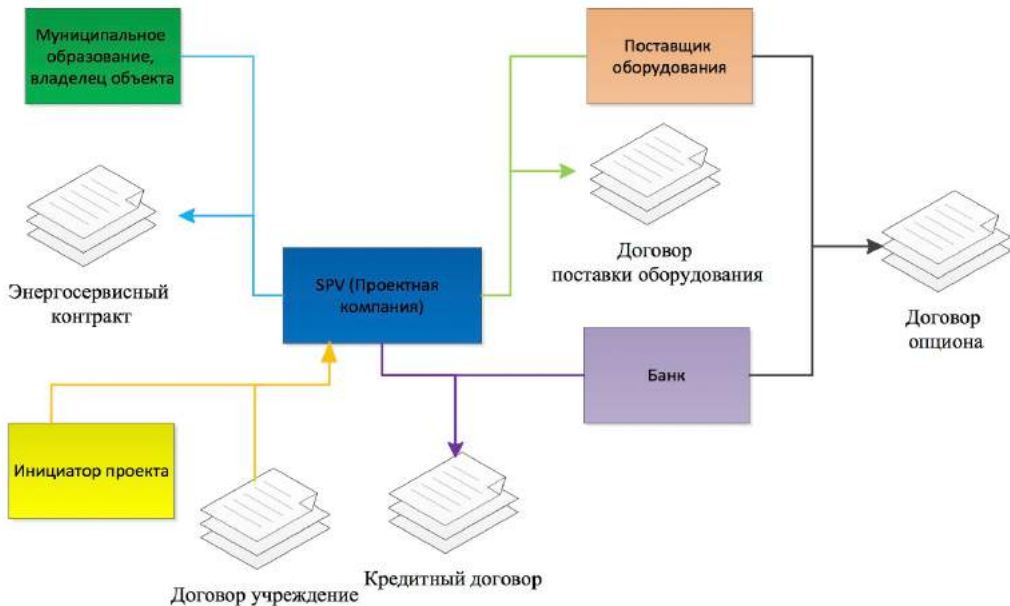 Муниципальное
образование,
владелец объекта
Поставщик
оборудования
Энергосервисный
контракт
SPV (Проектная
компания)
Договор
поставки оборудования
Договор
опциона
Банк
Инициатор проекта
Договор учреждение
Кредитный договор